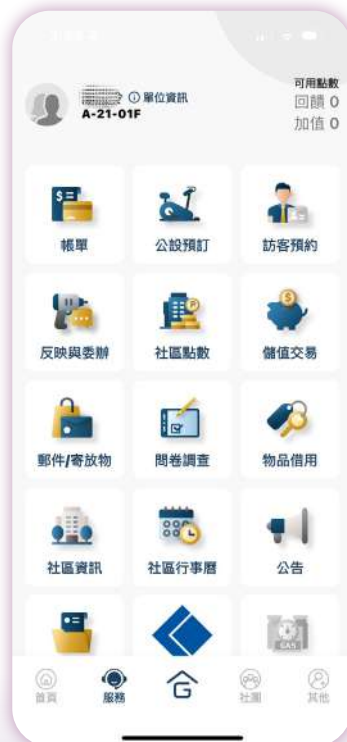 單位資訊
A-21-01F
可用點數
回饋 0
加值 0
帳單
公設預訂
訪客預約
反映與委辦
社區點數
儲值交易
郵件/寄放物
問卷調查
物品借用
社區資訊
社區行事曆
公告
GAS
首頁
服務
社團
其他